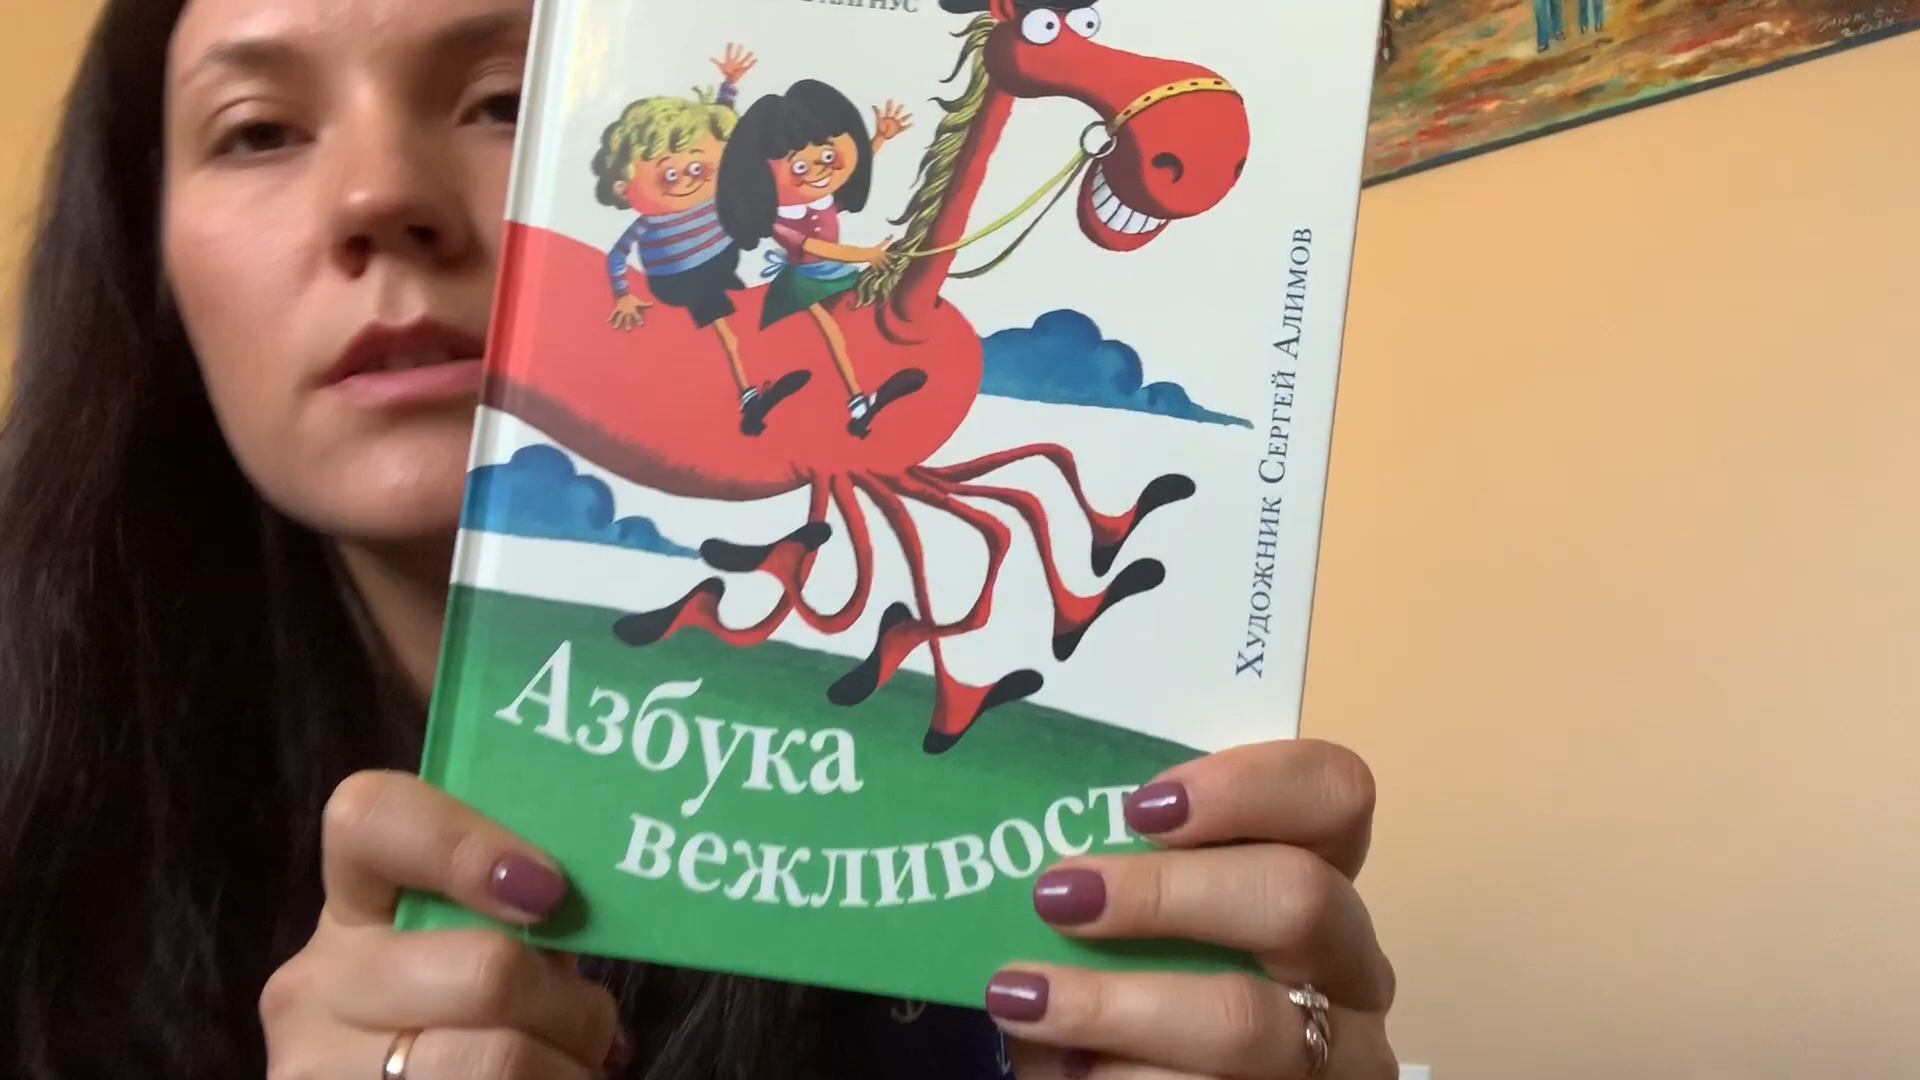 Художник Сергей Алимов
Азбука
вежливост